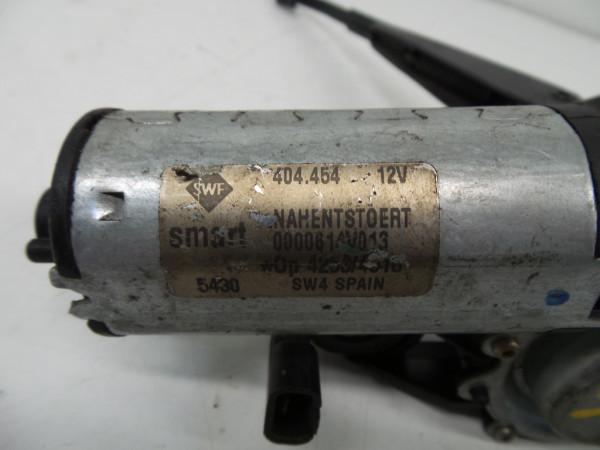 SWF 404.454 12V
NAHENTSTOERT
smart 0000614V013
5430 SW4 SPAIN